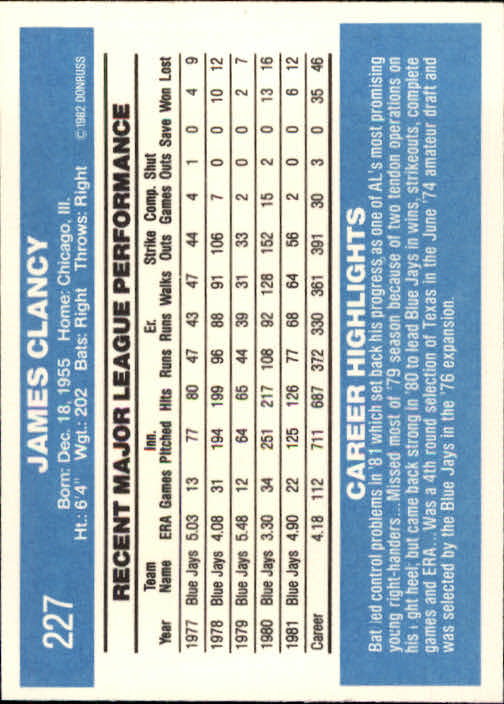 227
JAMES CLANCY
Born: Dec. 18, 1955 Home: Chicago, Ill.
Ht.: 6'4" Wgt.: 202 Bats: Right Throws: Right
©1982 DONRUSS
RECENT MAJOR LEAGUE PERFORMANCE
Team Inn. Er. Strike Comp. Shut
Year Name ERA Games Pitched Hits Runs Runs Walks Outs Games Outs Save Won Lost
1977 Blue Jays 5.03 13 77 80 47 43 47 44 4 1 0 4 9
1978 Blue Jays 4.08 31 194 199 96 88 91 106 7 0 0 10 12
1979 Blue Jays 5.48 12 64 65 44 39 31 33 2 0 0 2 7
1980 Blue Jays 3.30 34 251 217 108 92 128 152 15 2 0 13 16
1981 Blue Jays 4.90 22 125 126 77 68 64 56 2 0 0 6 12
Career 4.18 112 711 687 372 330 361 391 30 3 0 35 46
CAREER HIGHLIGHTS
control problems in '81 which set back his progress as one of AL's most promising
young right-handers...Missed most of '79 season because of two tendon operations on
his heel; but came back strong in '80 to lead Blue Jays in wins, strikeouts, complete
games and ERA...Was a 4th round selection of Texas in the June '74 amateur draft and
was selected by the Blue Jays in the '76 expansion.